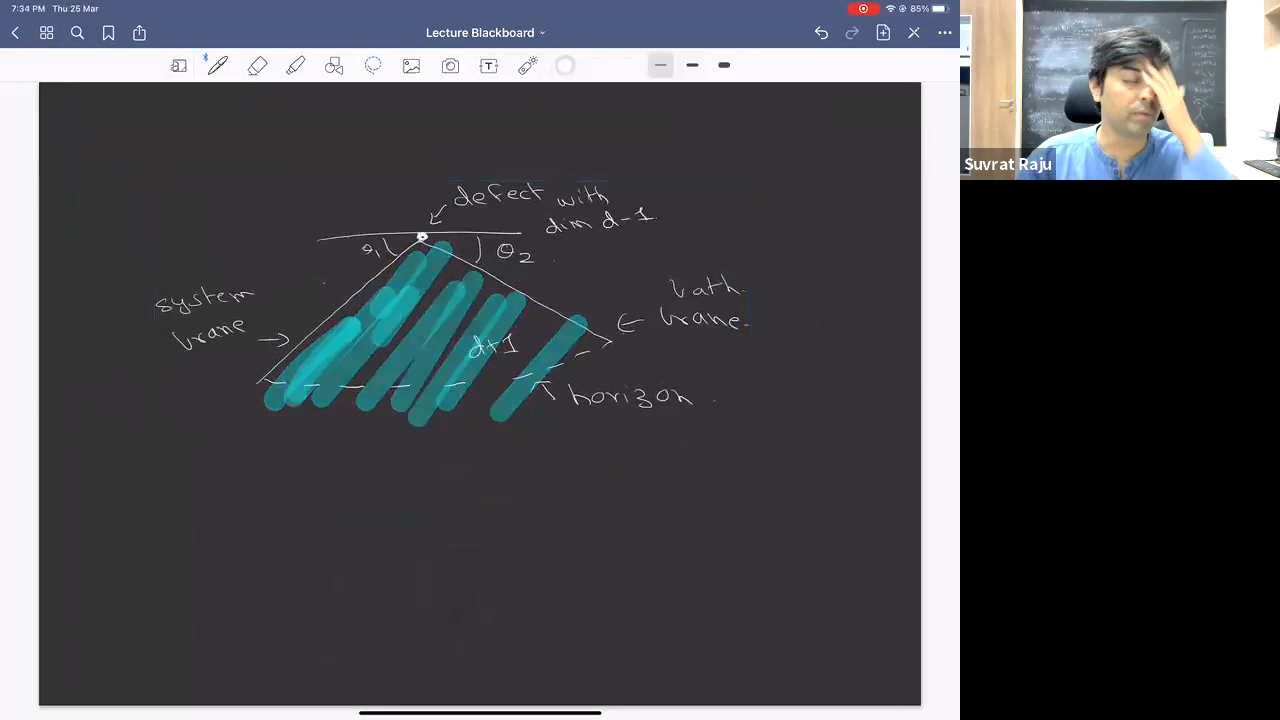 7:34 PM Thu 25 Mar
85%
Lecture Blackboard
defect with
dim d-1
θ1
θ2
system
brane
bath
brane
d+1
horizon
Suvrat Raju